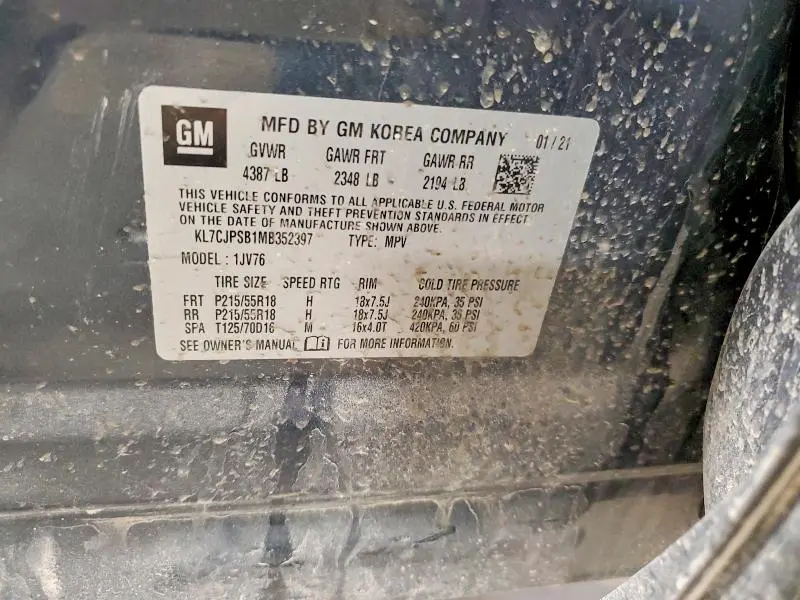 GM MFD BY GM KOREA COMPANY 01/21
GVWR GAWR FRT GAWR RR
4387 LB 2348 LB 2194 LB
THIS VEHICLE CONFORMS TO ALL APPLICABLE U.S. FEDERAL MOTOR
VEHICLE SAFETY AND THEFT PREVENTION STANDARDS IN EFFECT
ON THE DATE OF MANUFACTURE SHOWN ABOVE.
KL7CJPSB1MB352397 TYPE: MPV
MODEL: 1JV76
TIRE SIZE SPEED RTG RIM COLD TIRE PRESSURE
FRT P215/55R18 H 18x7.5J 240KPA, 35 PSI
RR P215/55R18 H 18x7.5J 240KPA, 35 PSI
SPA T125/70D16 M 16x4.0T 420KPA, 60 PSI
SEE OWNER'S MANUAL FOR MORE INFORMATION.